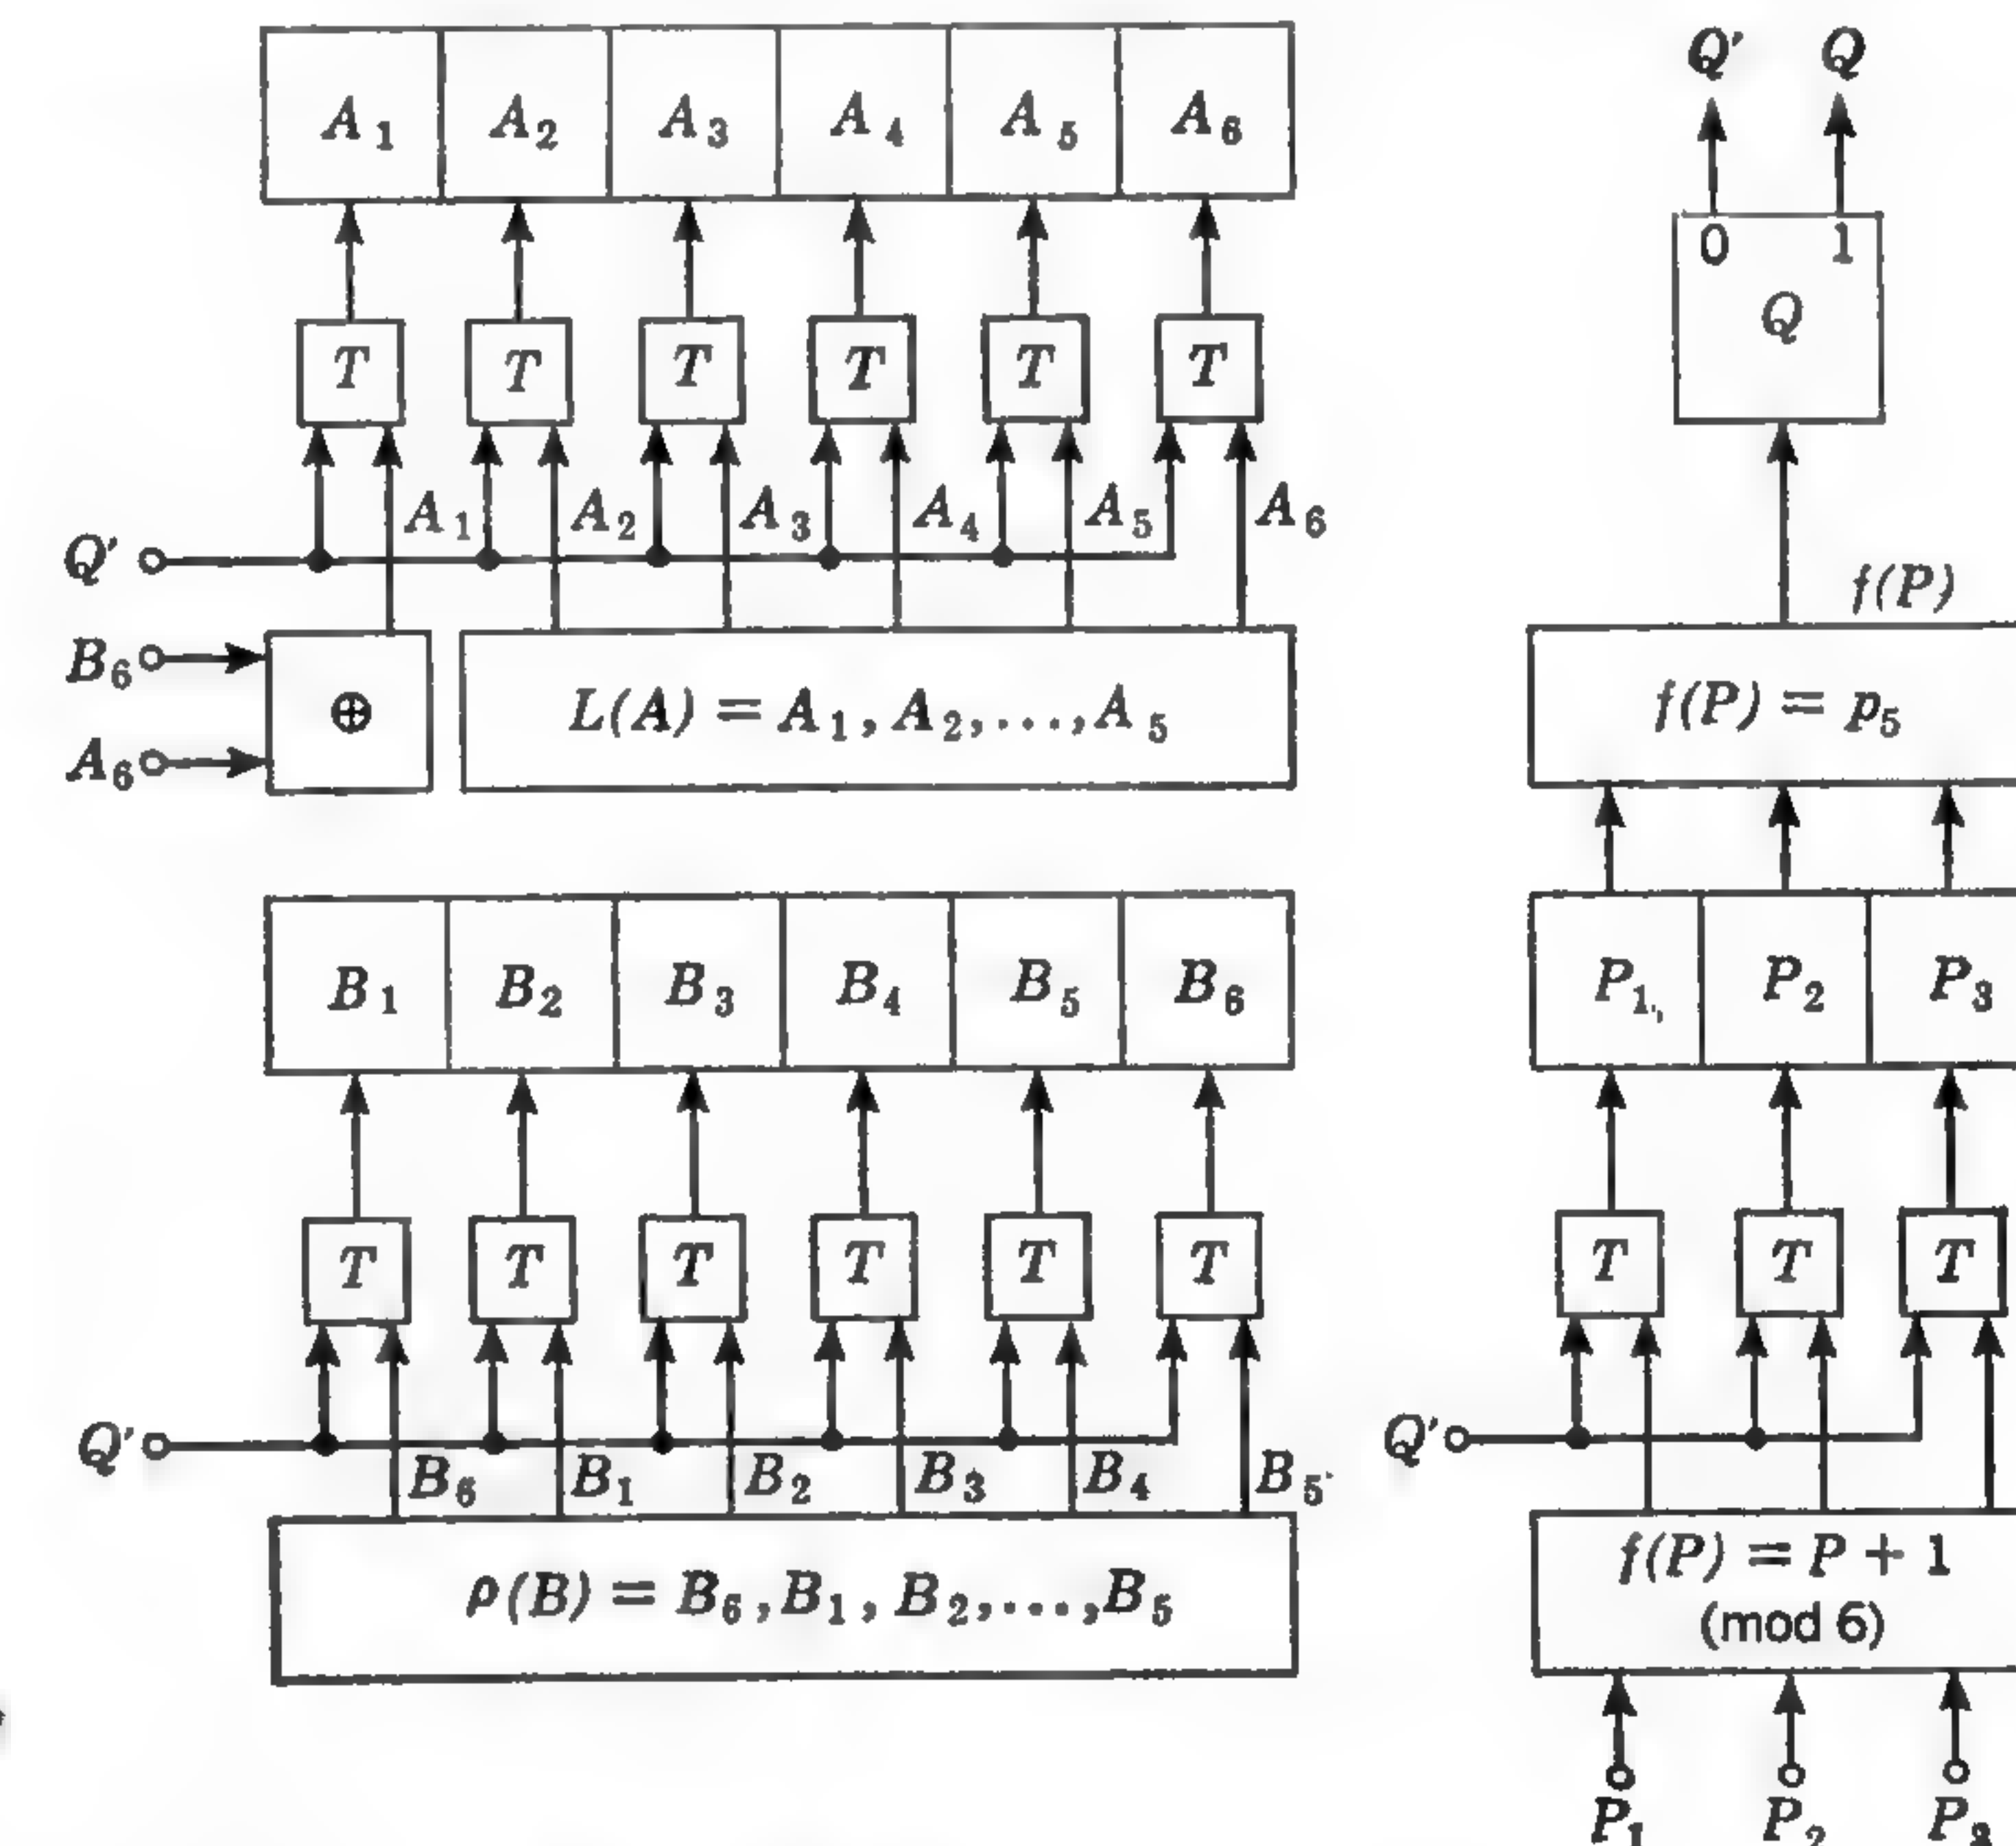 A₁ A₂ A₃ A₄ A₅ A₆
T T T T T T
A₁ A₂ A₃ A₄ A₅ A₆
Q′
B₆
⊕
A₆
L(A) = A₁, A₂,...,A₅
B₁ B₂ B₃ B₄ B₅ B₆
T T T T T T
Q′
B₆ B₁ B₂ B₃ B₄ B₅
ρ(B) = B₆,B₁, B₂,...,B₅
Q′ Q
0 1
Q
f(P)
f(P) = p₅
P₁ P₂ P₃
T T T
Q′
f(P) = P + 1
(mod 6)
P₁ P₂ P₃